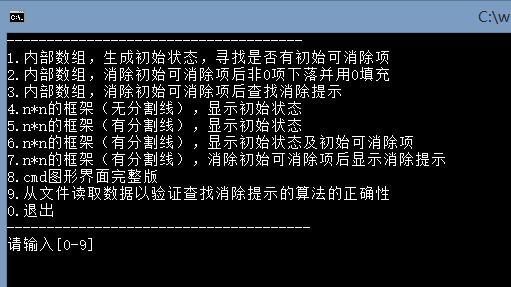 C:\w
-------------------------------------
1.内部数组，生成初始状态，寻找是否有初始可消除项
2.内部数组，消除初始可消除项后非0项下落并用0填充
3.内部数组，消除初始可消除项后查找消除提示
4.n*n的框架（无分割线），显示初始状态
5.n*n的框架（有分割线），显示初始状态
6.n*n的框架（有分割线），显示初始状态及初始可消除项
7.n*n的框架（有分割线），消除初始可消除项后显示消除提示
8.cmd图形界面完整版
9.从文件读取数据以验证查找消除提示的算法的正确性
0.退出
--------------------------------------
请输入[0-9]